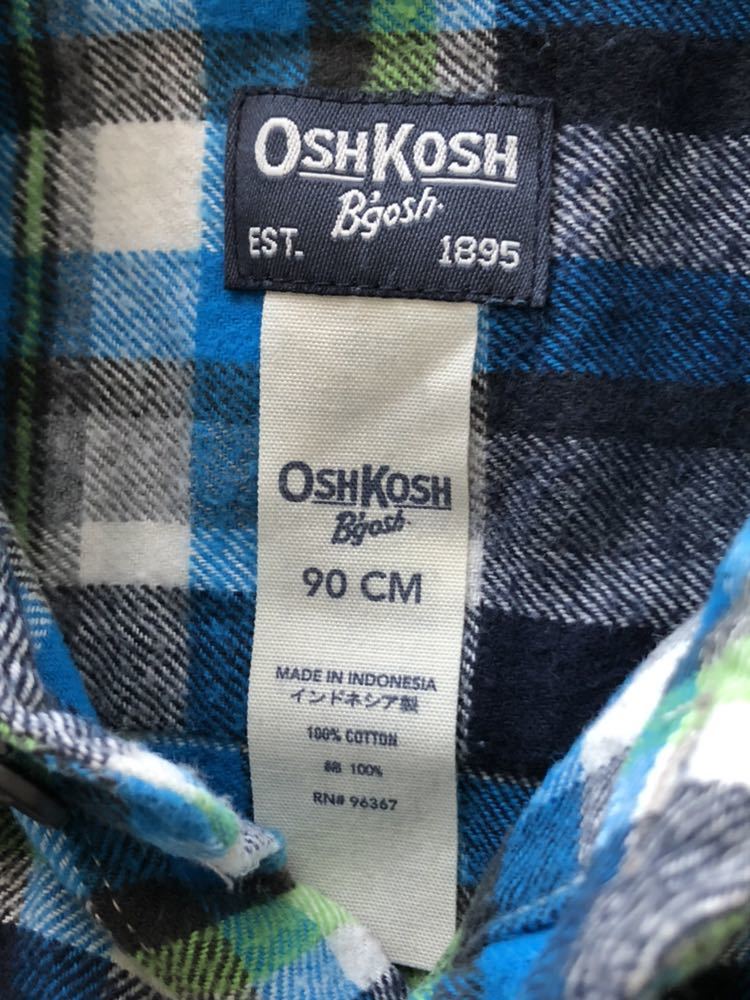 OSHKOSH
B'gosh.
EST. 1895
OSHKOSH
B'gosh.
90 CM
MADE IN INDONESIA
インドネシア製
100% COTTON
綿 100%
RN# 96367